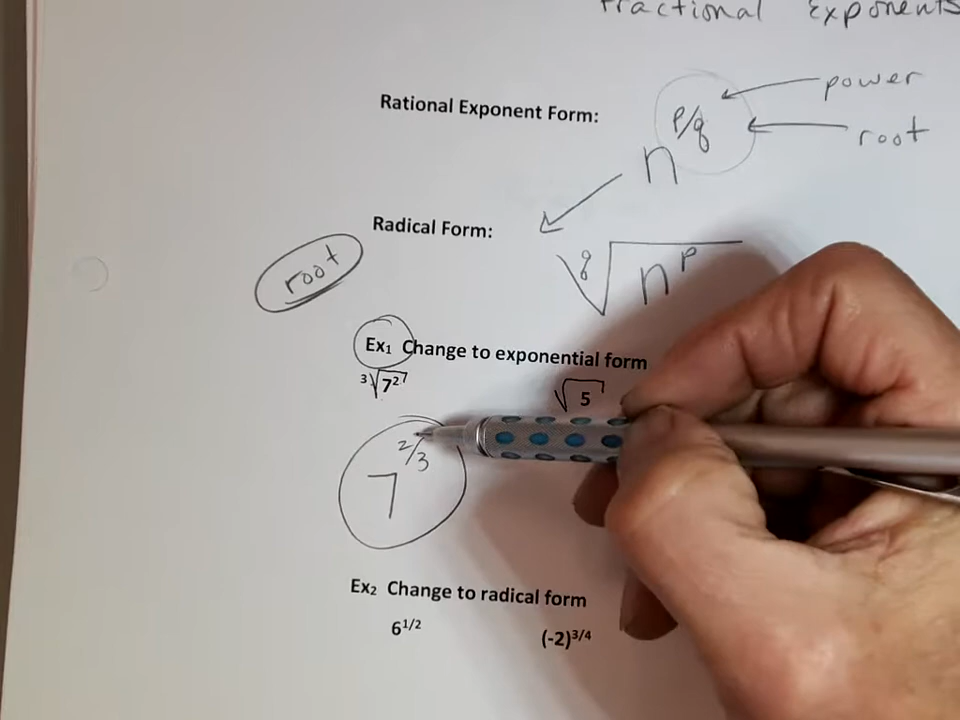 Fractional Exponents
Rational Exponent Form: n^p/q power
root
Radical Form: ᑫ√n^p
root
Ex₁ Change to exponential form
³√7² √5
7^2/3
Ex₂ Change to radical form
6^1/2 (-2)^3/4